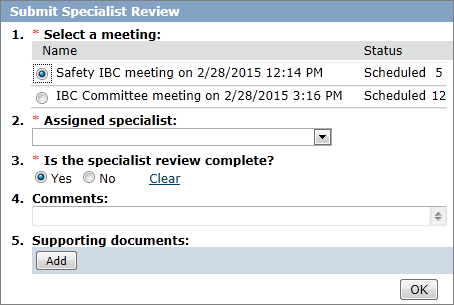 Submit Specialist Review
1. * Select a meeting:
Name Status
Safety IBC meeting on 2/28/2015 12:14 PM Scheduled 5
IBC Committee meeting on 2/28/2015 3:16 PM Scheduled 12
2. * Assigned specialist:
3. * Is the specialist review complete?
Yes No Clear
4. Comments:
5. Supporting documents:
Add
OK